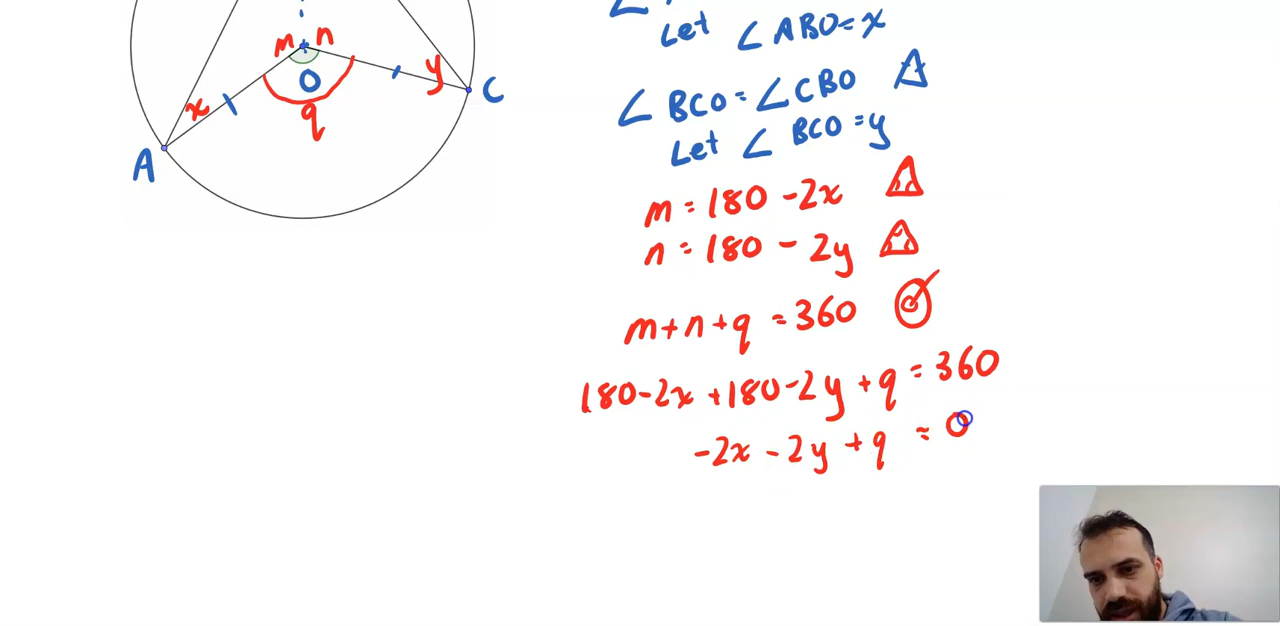 Let ∠ABO=x
∠BCO=∠CBO
Let ∠BCO=y
m=180-2x
n=180-2y
m+n+q=360
180-2x+180-2y+q=360
-2x-2y+q=0
m n
O
x
y
q
A
C